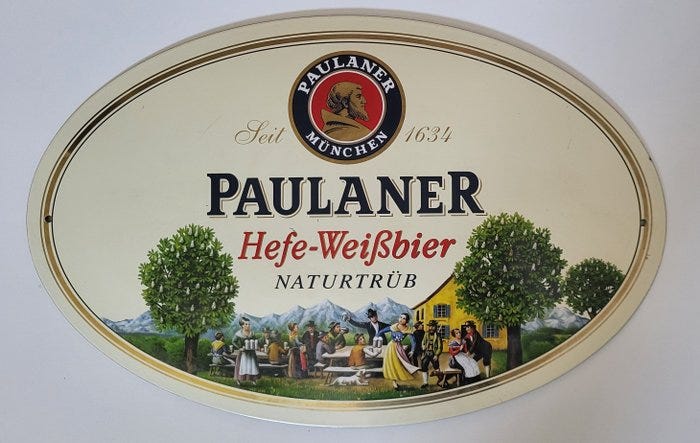 PAULANER
MÜNCHEN
Seit 1634
PAULANER
Hefe-Weißbier
NATURTRÜB